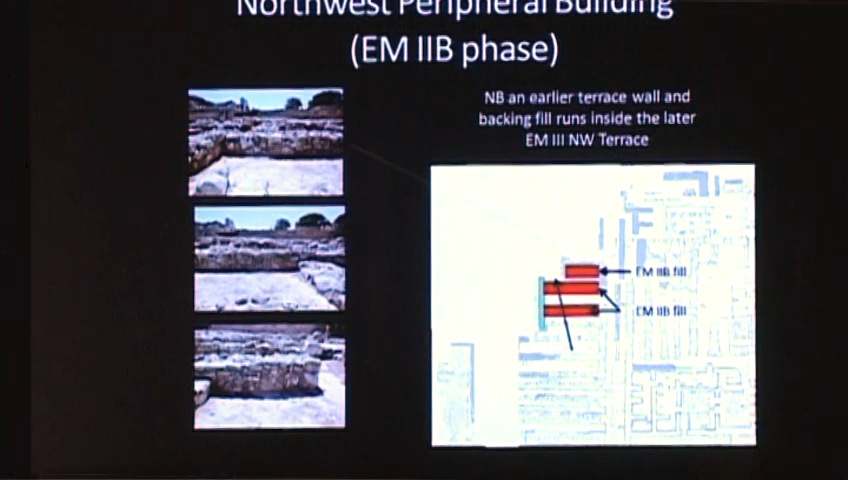 Northwest Peripheral Building
(EM IIB phase)
NB an earlier terrace wall and
backing fill runs inside the later
EM III NW Terrace
EM IIB fill
EM IIB fill